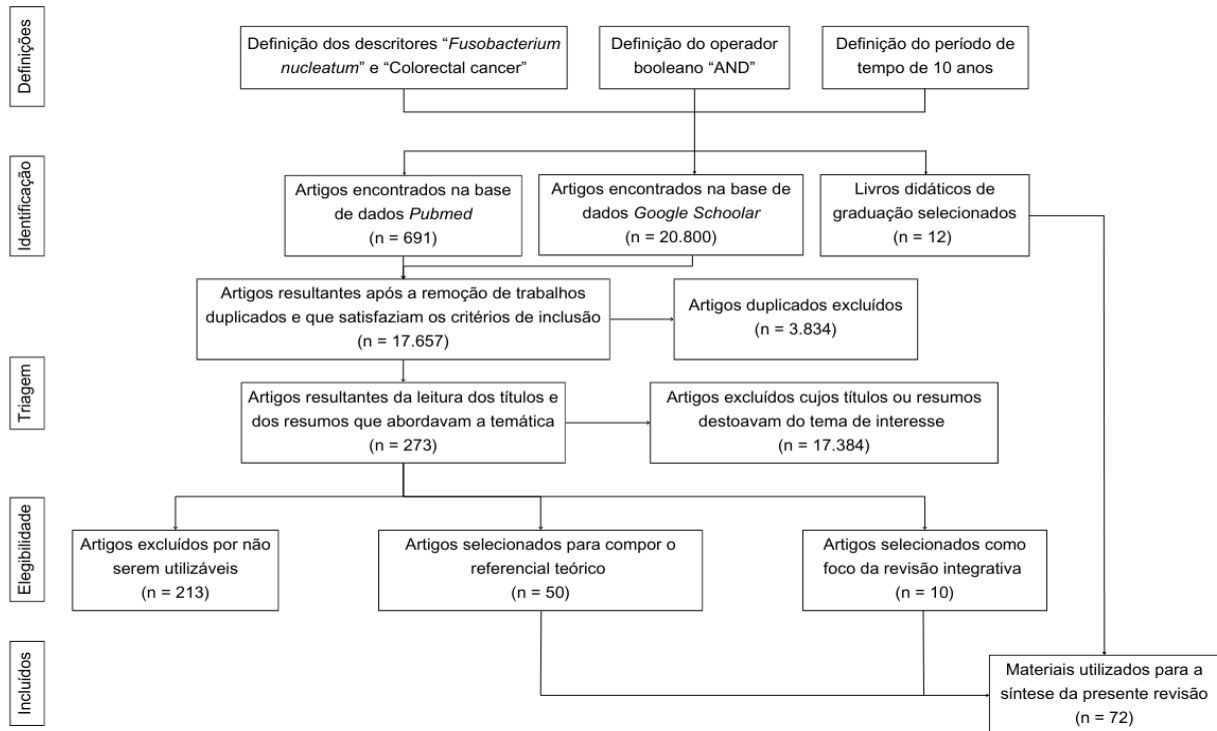 Definições
Definição dos descritores “Fusobacterium
nucleatum” e “Colorectal cancer”
Definição do operador
booleano “AND”
Definição do período de
tempo de 10 anos
Identificação
Artigos encontrados na base
de dados Pubmed
(n = 691)
Artigos encontrados na base de
dados Google Schoolar
(n = 20.800)
Livros didáticos de
graduação selecionados
(n = 12)
Artigos resultantes após a remoção de trabalhos
duplicados e que satisfaziam os critérios de inclusão
(n = 17.657)
Artigos duplicados excluídos
(n = 3.834)
Triagem
Artigos resultantes da leitura dos títulos e
dos resumos que abordavam a temática
(n = 273)
Artigos excluídos cujos títulos ou resumos
destoavam do tema de interesse
(n = 17.384)
Elegibilidade
Artigos excluídos por não
serem utilizáveis
(n = 213)
Artigos selecionados para compor o
referencial teórico
(n = 50)
Artigos selecionados como
foco da revisão integrativa
(n = 10)
Incluídos
Materiais utilizados para a
síntese da presente revisão
(n = 72)